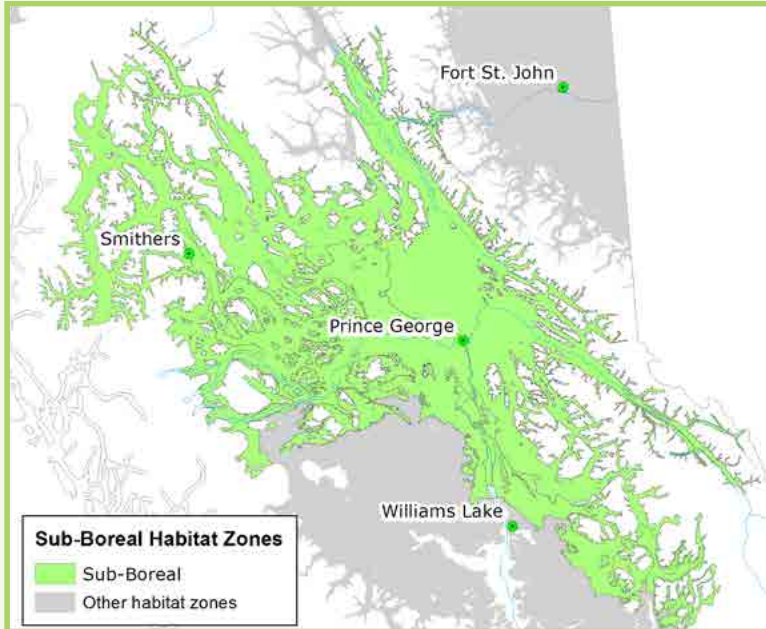 Fort St. John
Smithers
Prince George
Williams Lake
Sub-Boreal Habitat Zones
Sub-Boreal
Other habitat zones